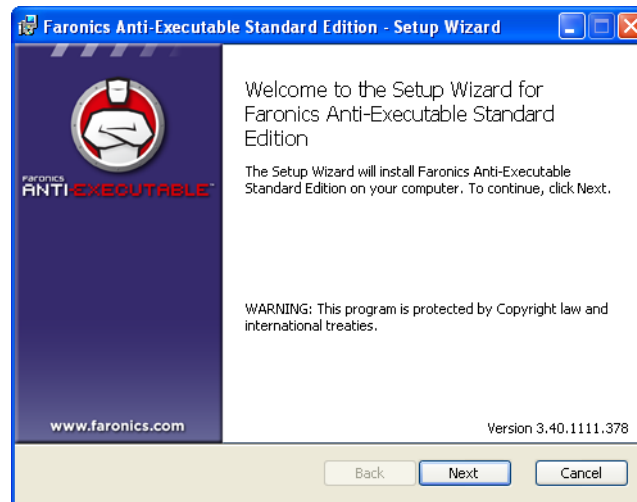 Faronics Anti-Executable Standard Edition - Setup Wizard
Welcome to the Setup Wizard for
Faronics Anti-Executable Standard
Edition
The Setup Wizard will install Faronics Anti-Executable
Standard Edition on your computer. To continue, click Next.
FARONICS
ANTI-EXECUTABLE™
WARNING: This program is protected by Copyright law and
international treaties.
www.faronics.com
Version 3.40.1111.378
Back
Next
Cancel